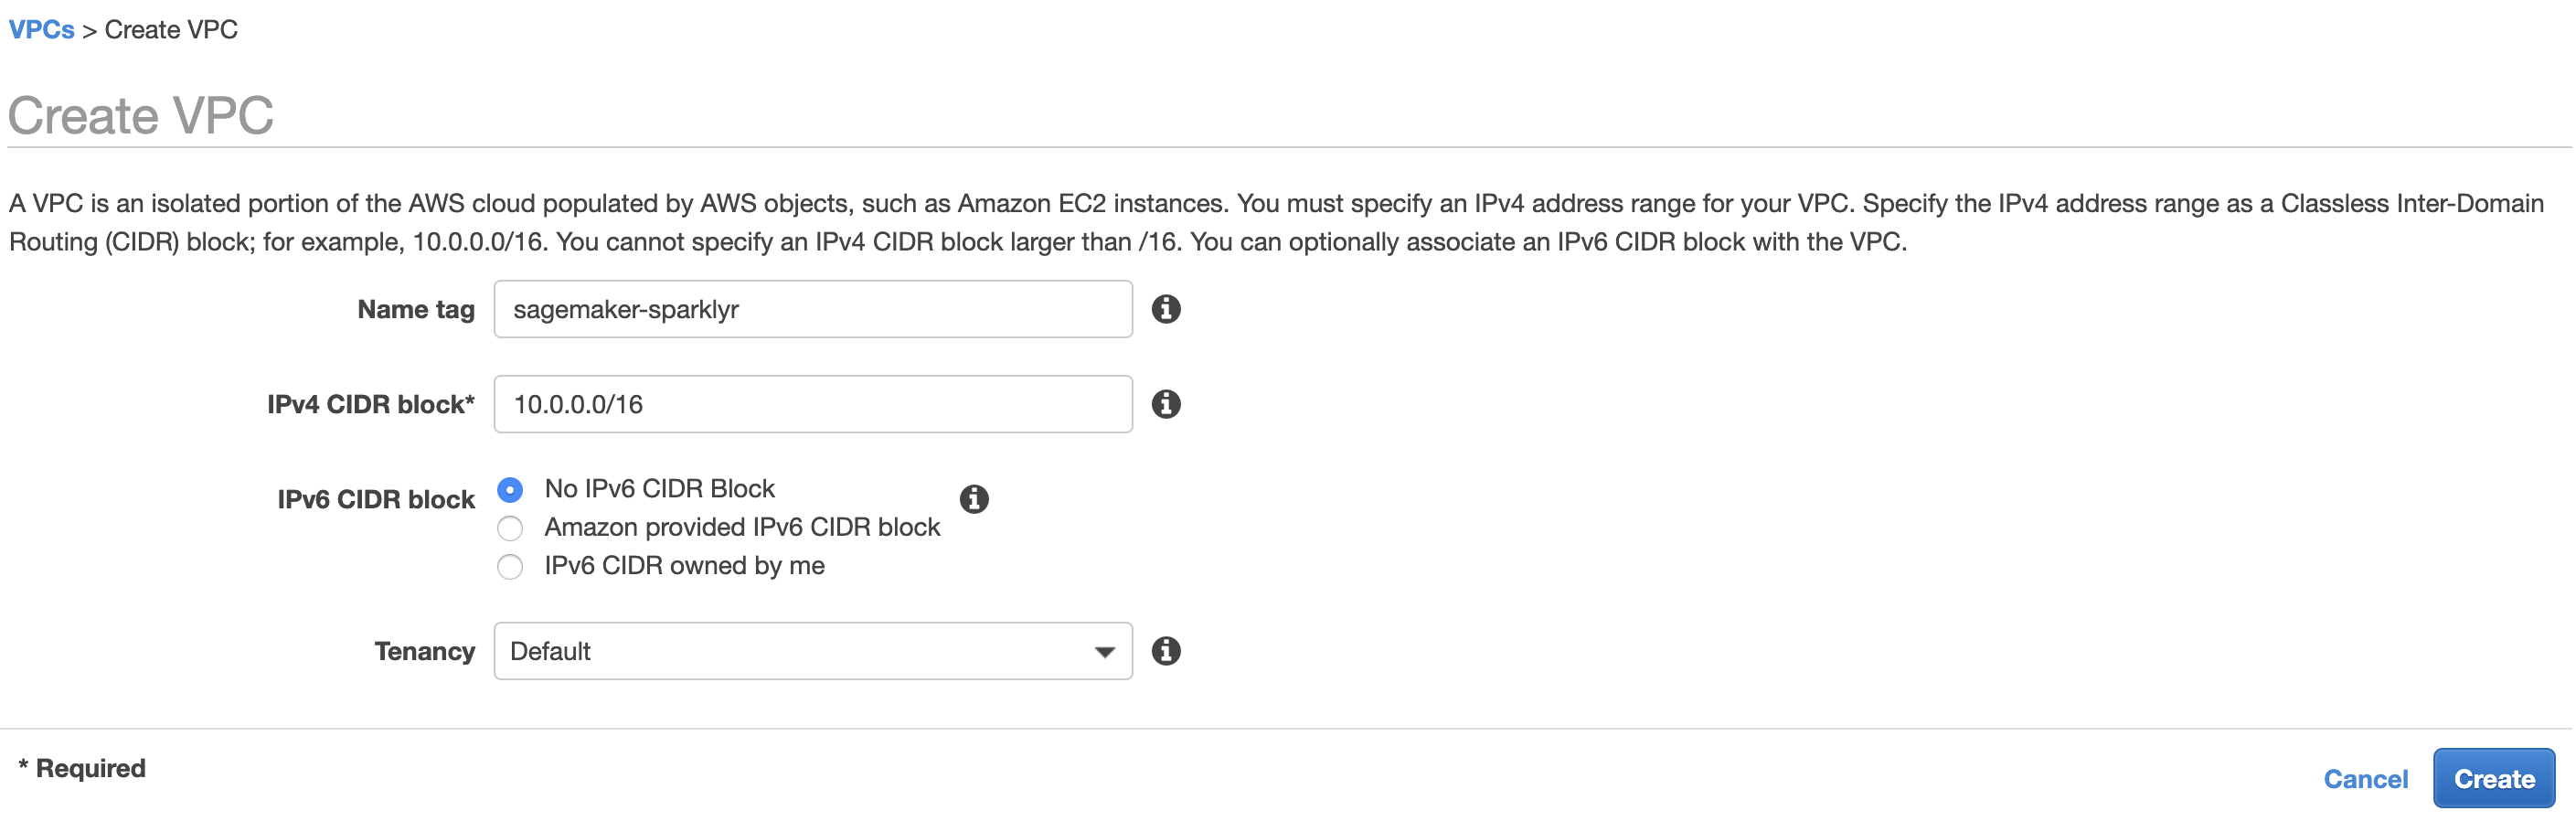 VPCs > Create VPC
Create VPC
A VPC is an isolated portion of the AWS cloud populated by AWS objects, such as Amazon EC2 instances. You must specify an IPv4 address range for your VPC. Specify the IPv4 address range as a Classless Inter-Domain
Routing (CIDR) block; for example, 10.0.0.0/16. You cannot specify an IPv4 CIDR block larger than /16. You can optionally associate an IPv6 CIDR block with the VPC.
Name tag sagemaker-sparklyr
IPv4 CIDR block* 10.0.0.0/16
IPv6 CIDR block No IPv6 CIDR Block
Amazon provided IPv6 CIDR block
IPv6 CIDR owned by me
Tenancy Default
* Required
Cancel Create